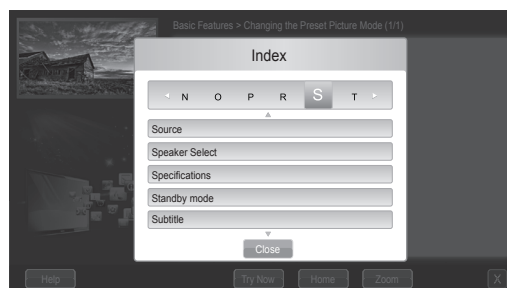 Basic Features > Changing the Preset Picture Mode (1/1)
Index
N O P R S T
Source
Speaker Select
Specifications
Standby mode
Subtitle
Close
Help Try Now Home Zoom X